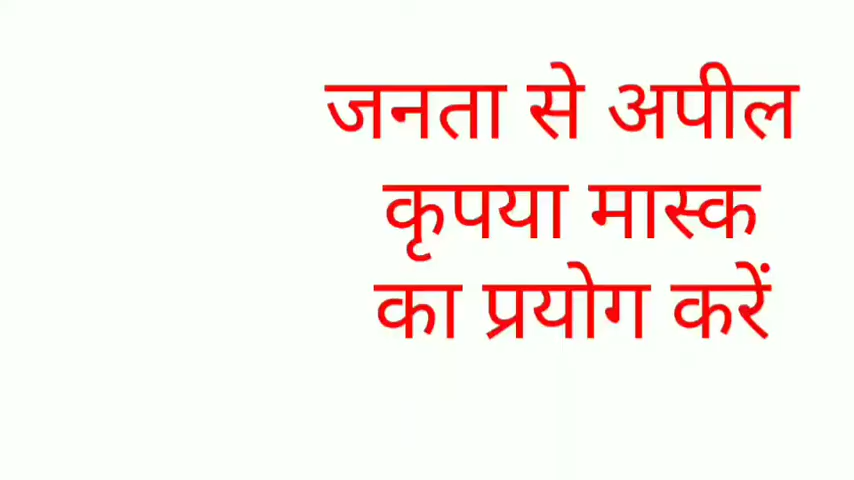 जनता से अपील
कृपया मास्क
का प्रयोग करें